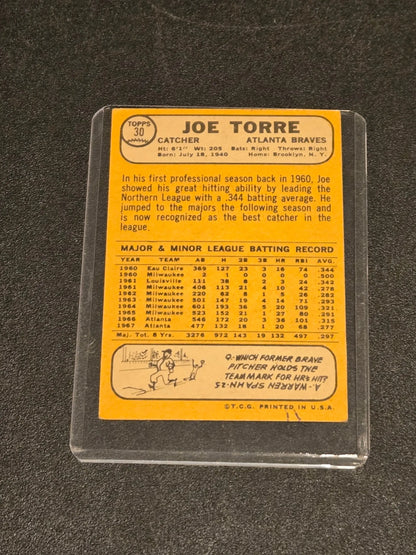 TOPPS
30
JOE TORRE
CATCHER ATLANTA BRAVES
Ht: 6'1" Wt: 205 Bats: Right Throws: Right
Born: July 18, 1940 Home: Brooklyn, N. Y.
In his first professional season back in 1960, Joe
showed his great hitting ability by leading the
Northern League with a .344 batting average. He
jumped to the majors the following season and
is now recognized as the best catcher in the
league.
MAJOR & MINOR LEAGUE BATTING RECORD
YEAR TEAM AB H 2B 3B HR RBI AVG.
1960 Eau Claire 369 127 23 3 16 74 .344
1960 Milwaukee 2 1 0 0 0 0 .500
1961 Louisville 111 38 8 2 3 24 .342
1961 Milwaukee 406 113 21 4 10 42 .278
1962 Milwaukee 220 62 8 1 5 26 .282
1963 Milwaukee 501 147 19 4 14 71 .293
1964 Milwaukee 601 193 36 5 20 109 .321
1965 Milwaukee 523 152 21 1 27 80 .291
1966 Atlanta 546 172 20 3 36 101 .315
1967 Atlanta 477 132 18 1 20 68 .277
Maj. Tot. 8 Yrs. 3276 972 143 19 132 497 .297
Q-WHICH FORMER BRAVE
PITCHER HOLDS THE
TEAM MARK FOR HRS HIT?
A-WARREN SPAHN
©T.C.G. PRINTED IN U.S.A.